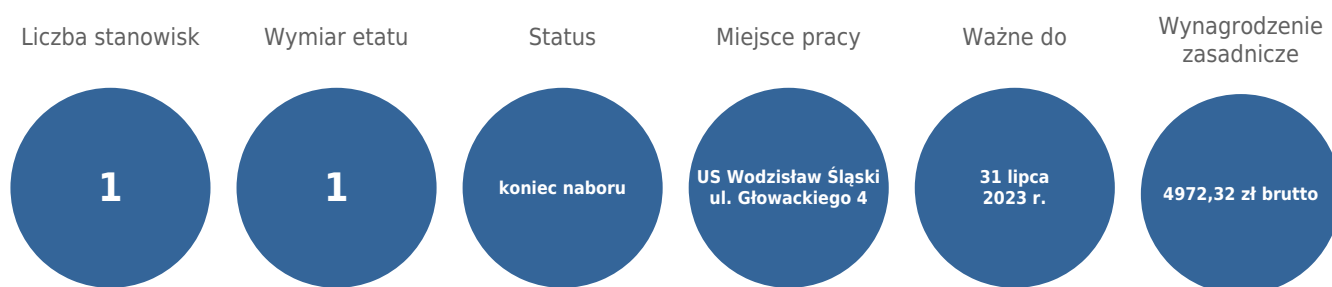 Liczba stanowisk
1
Wymiar etatu
1
Status
koniec naboru
Miejsce pracy
US Wodzisław Śląski
ul. Głowackiego 4
Ważne do
31 lipca
2023 r.
Wynagrodzenie
zasadnicze
4972,32 zł brutto